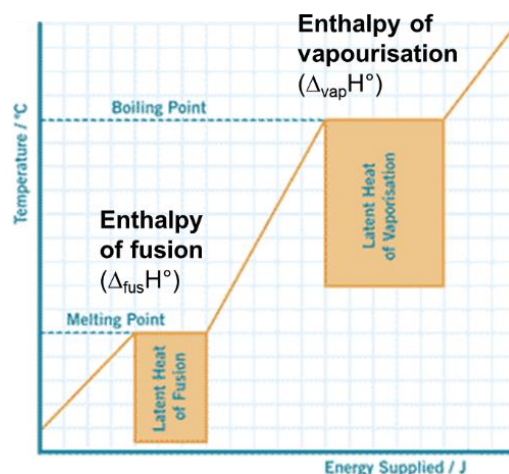 Enthalpy of
vapourisation
(ΔvapH°)
Boiling Point
Temperature / °C
Latent Heat
of Vaporisation
Enthalpy
of fusion
(ΔfusH°)
Melting Point
Latent Heat
of Fusion
Energy Supplied / J